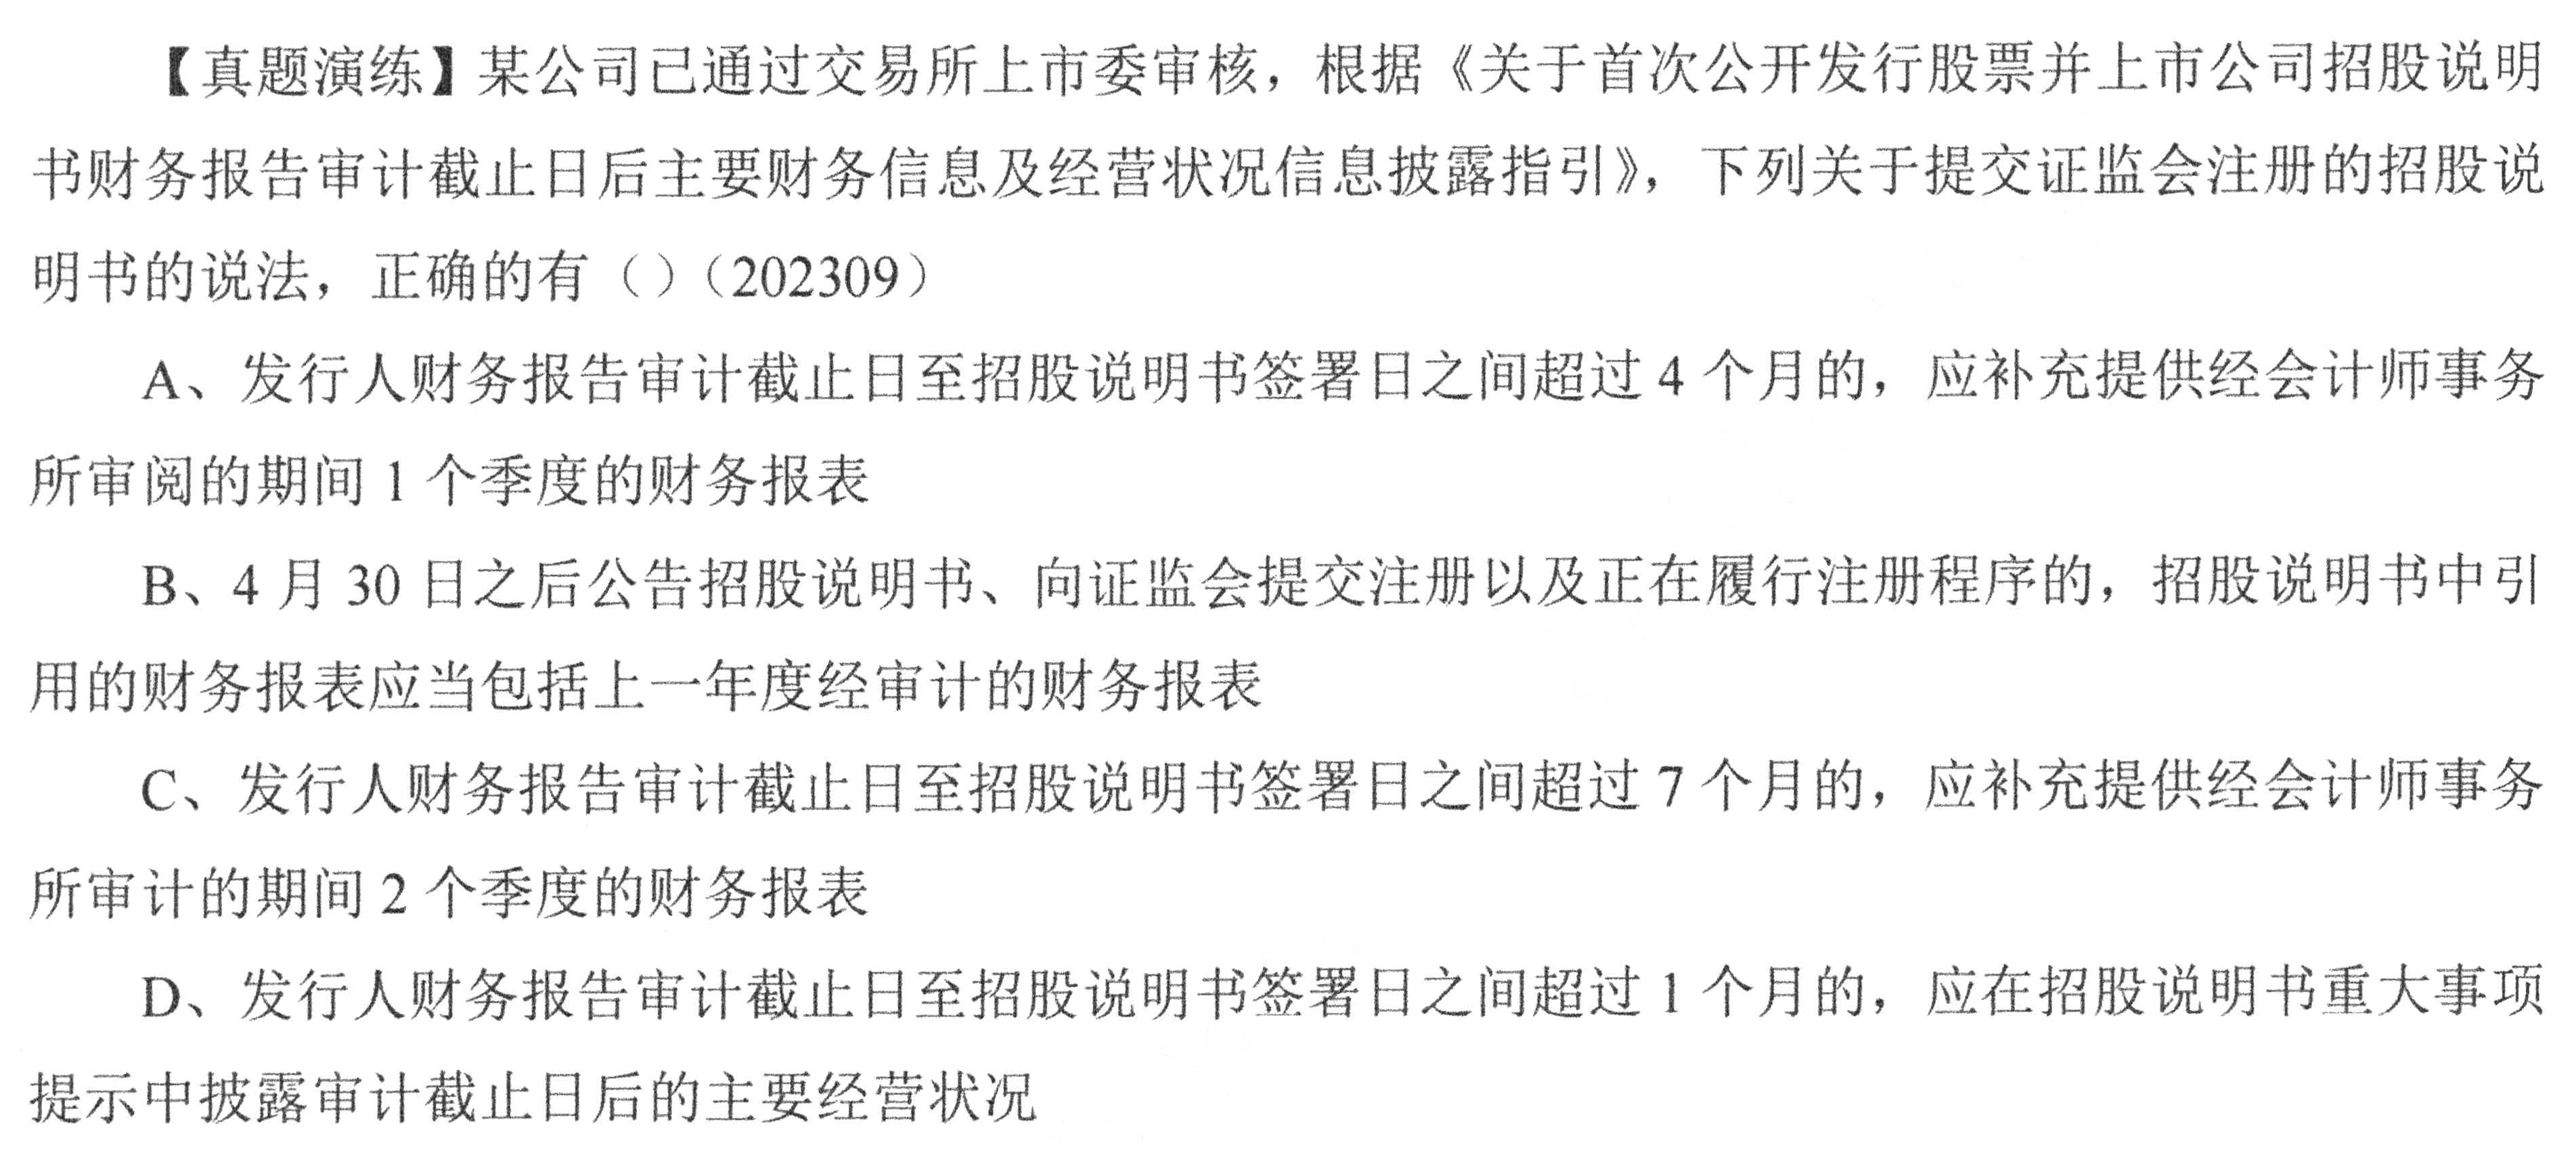 【真题演练】某公司已通过交易所上市委审核，根据《关于首次公开发行股票并上市公司招股说明
书财务报告审计截止日后主要财务信息及经营状况信息披露指引》，下列关于提交证监会注册的招股说
明书的说法，正确的有（）（202309）
A、发行人财务报告审计截止日至招股说明书签署日之间超过 4 个月的，应补充提供经会计师事务
所审阅的期间 1 个季度的财务报表
B、4 月 30 日之后公告招股说明书、向证监会提交注册以及正在履行注册程序的，招股说明书中引
用的财务报表应当包括上一年度经审计的财务报表
C、发行人财务报告审计截止日至招股说明书签署日之间超过 7 个月的，应补充提供经会计师事务
所审计的期间 2 个季度的财务报表
D、发行人财务报告审计截止日至招股说明书签署日之间超过 1 个月的，应在招股说明书重大事项
提示中披露审计截止日后的主要经营状况